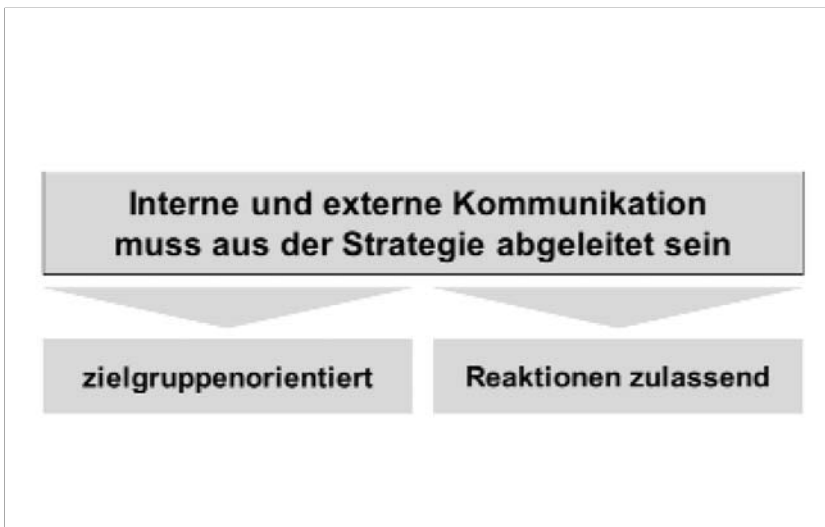 Interne und externe Kommunikation
muss aus der Strategie abgeleitet sein
zielgruppenorientiert
Reaktionen zulassend